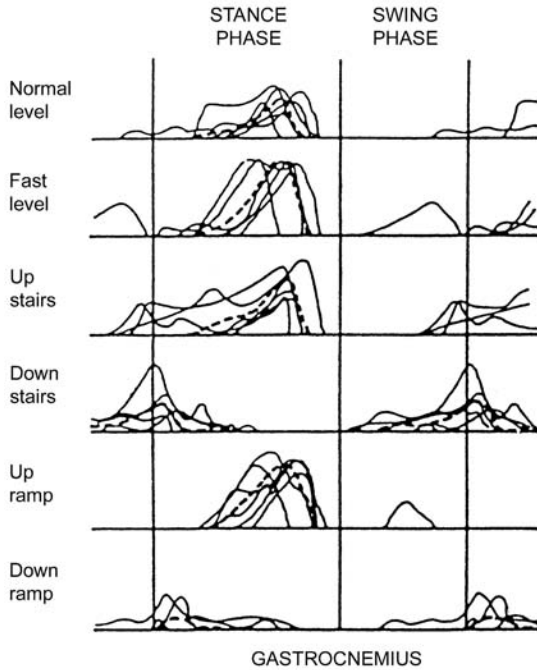 STANCE
PHASE
SWING
PHASE
Normal
level
Fast
level
Up
stairs
Down
stairs
Up
ramp
Down
ramp
GASTROCNEMIUS